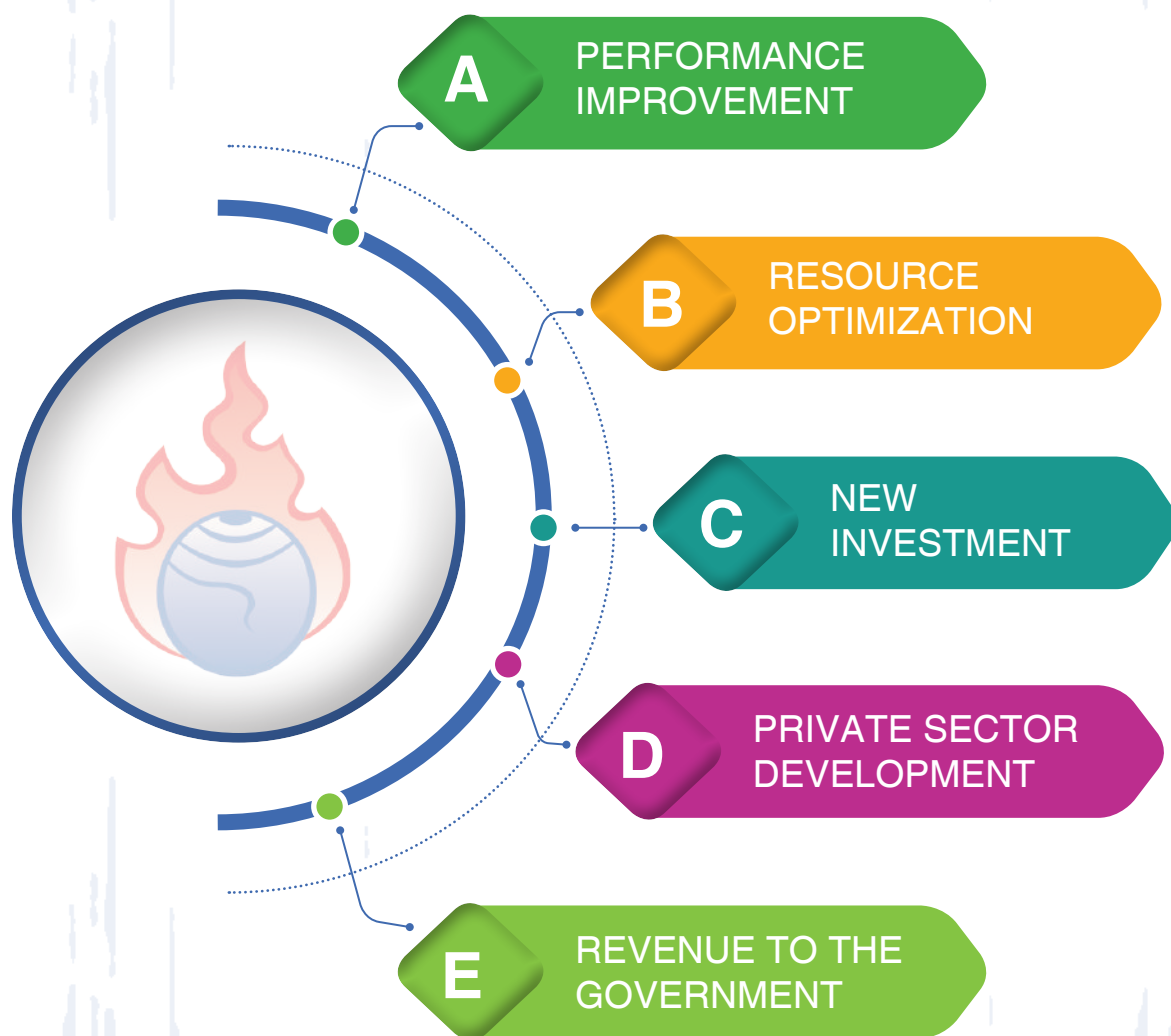 A
PERFORMANCE
IMPROVEMENT
B
RESOURCE
OPTIMIZATION
C
NEW
INVESTMENT
D
PRIVATE SECTOR
DEVELOPMENT
E
REVENUE TO THE
GOVERNMENT